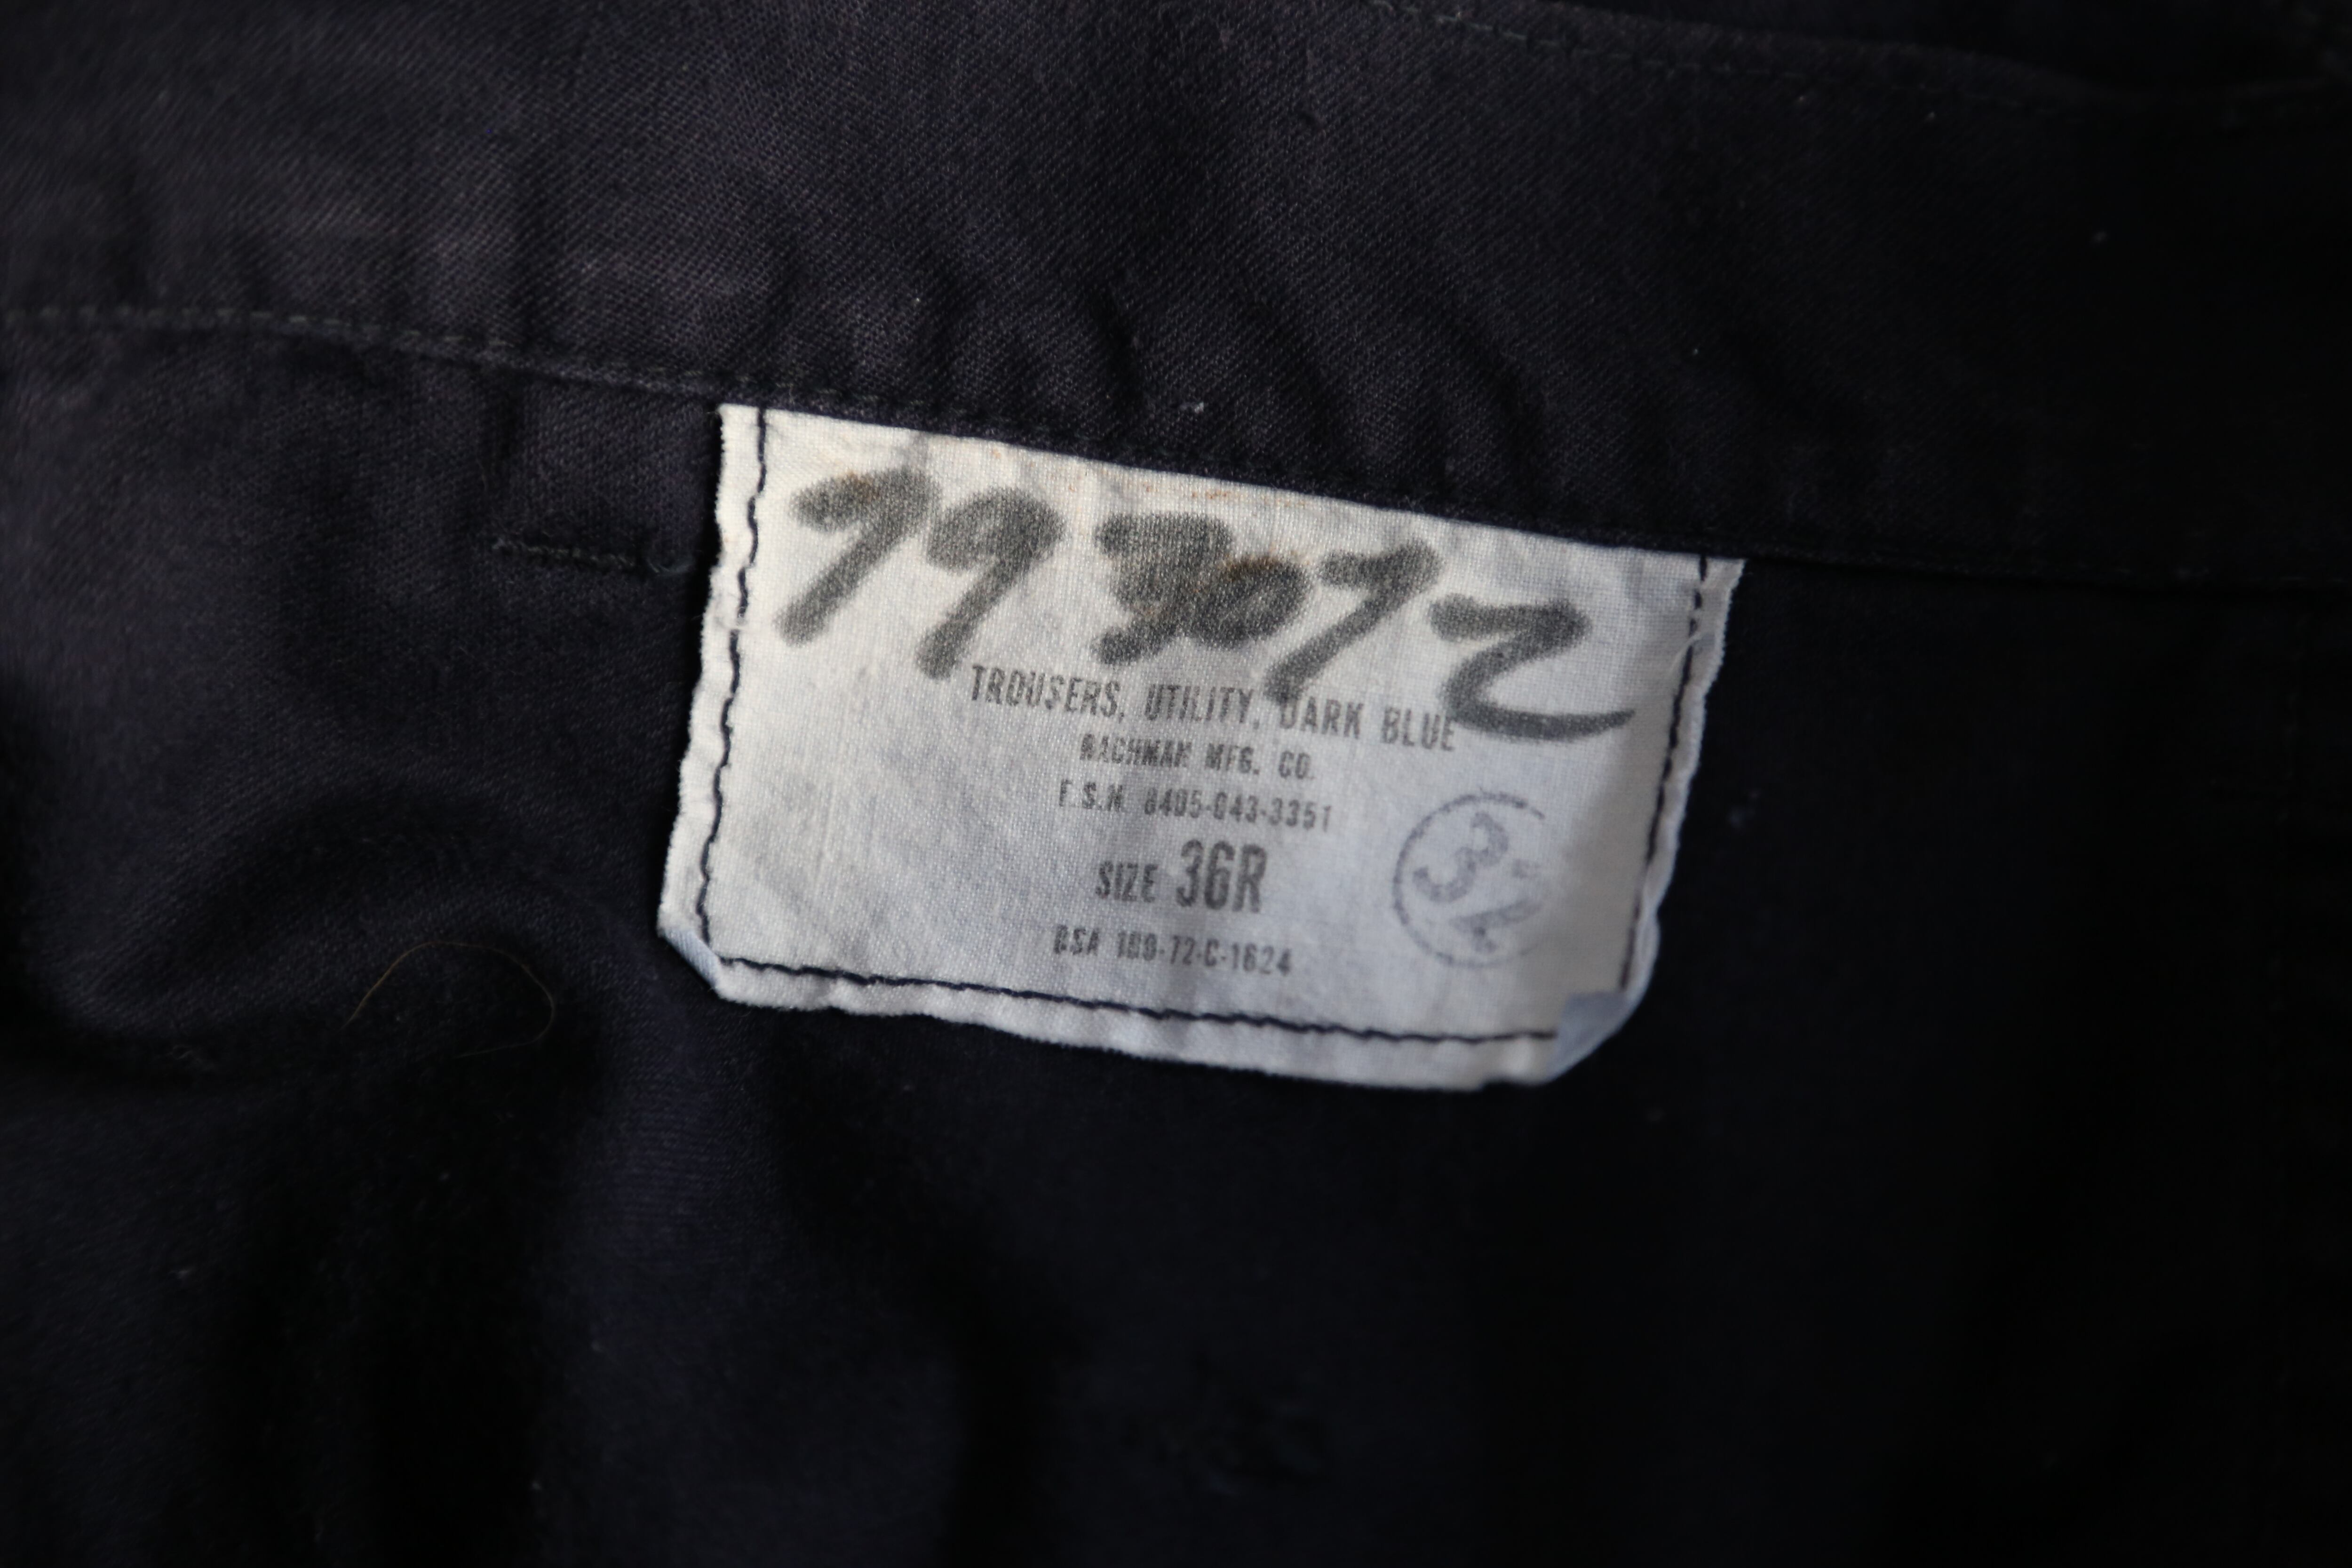 TROUSERS, UTILITY, DARK BLUE
BACHMAN MFG. CO.
F.S.N. 8405-043-3351
SIZE 36R
DSA 100-72-C-1624